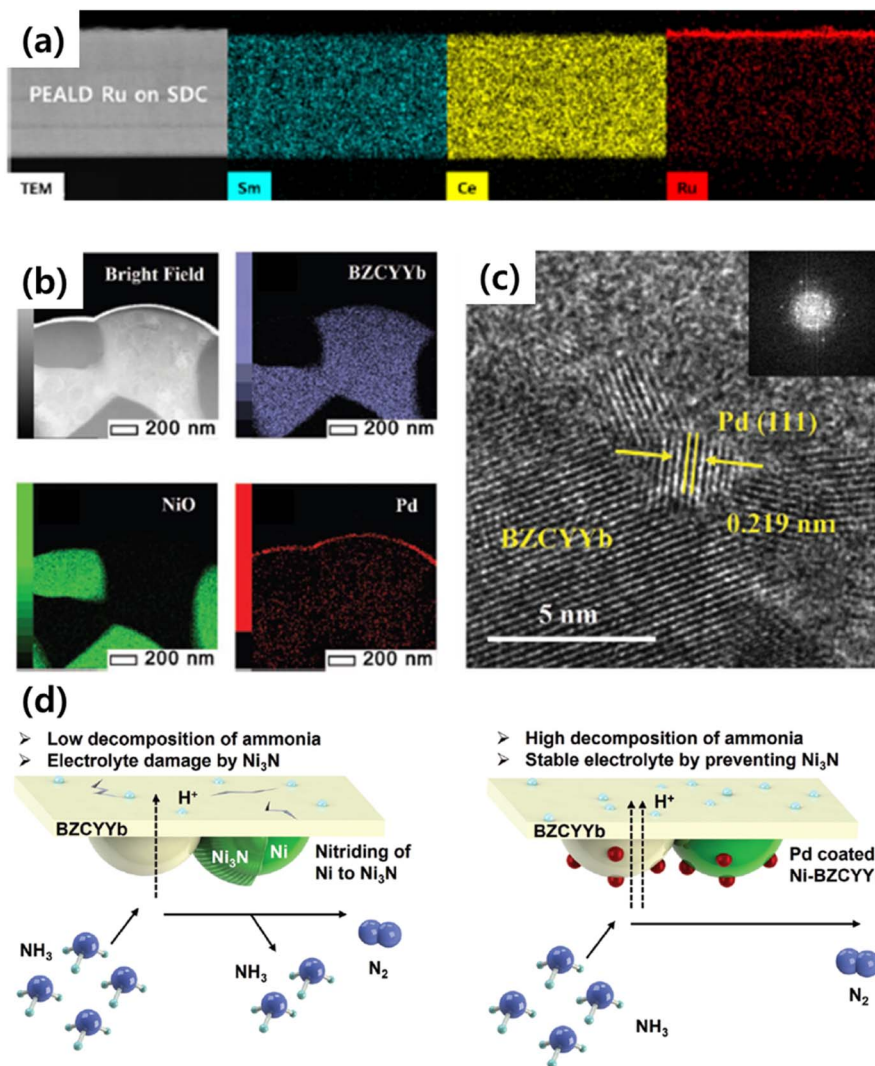 (a)
PEALD Ru on SDC
TEM
Sm
Ce
Ru
(b)
Bright Field
200 nm
BZCYYb
200 nm
NiO
200 nm
Pd
200 nm
(c)
Pd (111)
BZCYYb
0.219 nm
5 nm
(d)
➢ Low decomposition of ammonia
➢ Electrolyte damage by Ni₃N
H⁺
BZCYYb
Ni₃N
Ni
Nitriding of
Ni to Ni₃N
NH₃
NH₃
N₂
➢ High decomposition of ammonia
➢ Stable electrolyte by preventing Ni₃N
H⁺
BZCYYb
Pd coated
Ni-BZCYY
NH₃
N₂